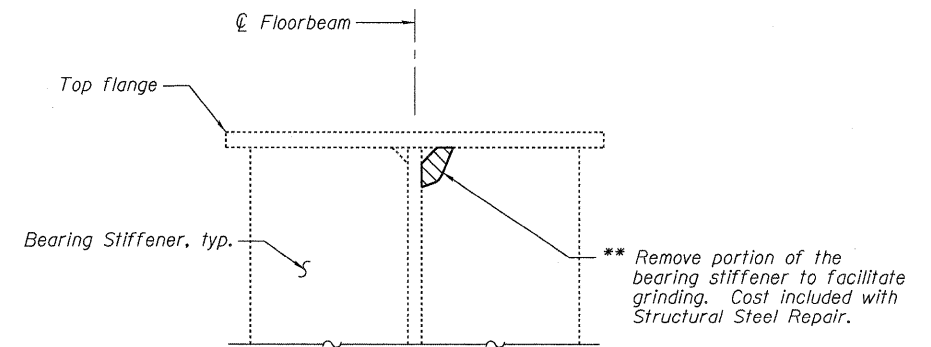 ℄ Floorbeam
Top flange
Bearing Stiffener, typ.
** Remove portion of the
bearing stiffener to facilitate
grinding. Cost included with
Structural Steel Repair.